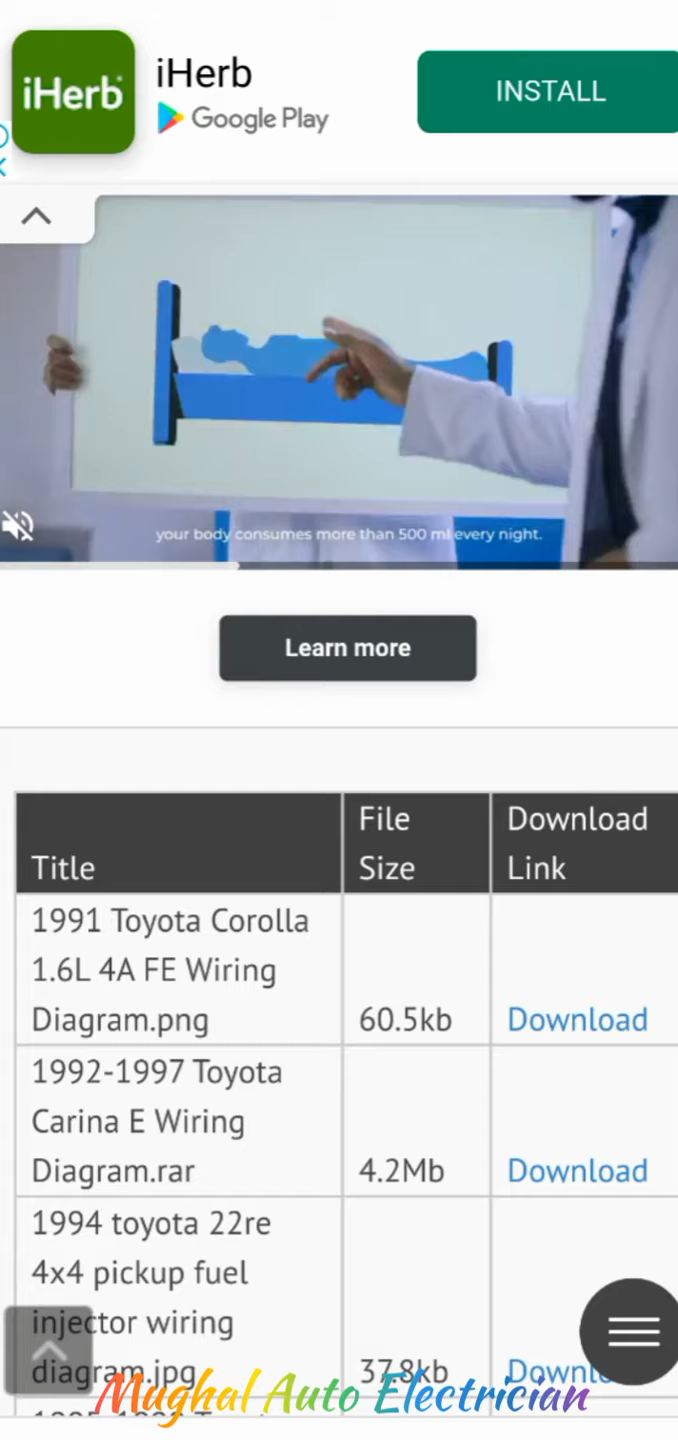 iHerb
iHerb
Google Play
INSTALL
your body consumes more than 500 ml every night.
Learn more
Title
File
Size
Download
Link
1991 Toyota Corolla
1.6L 4A FE Wiring
Diagram.png
60.5kb
Download
1992-1997 Toyota
Carina E Wiring
Diagram.rar
4.2Mb
Download
1994 toyota 22re
4x4 pickup fuel
injector wiring
diagram.jpg
37.8kb
Mughal Auto Electrician